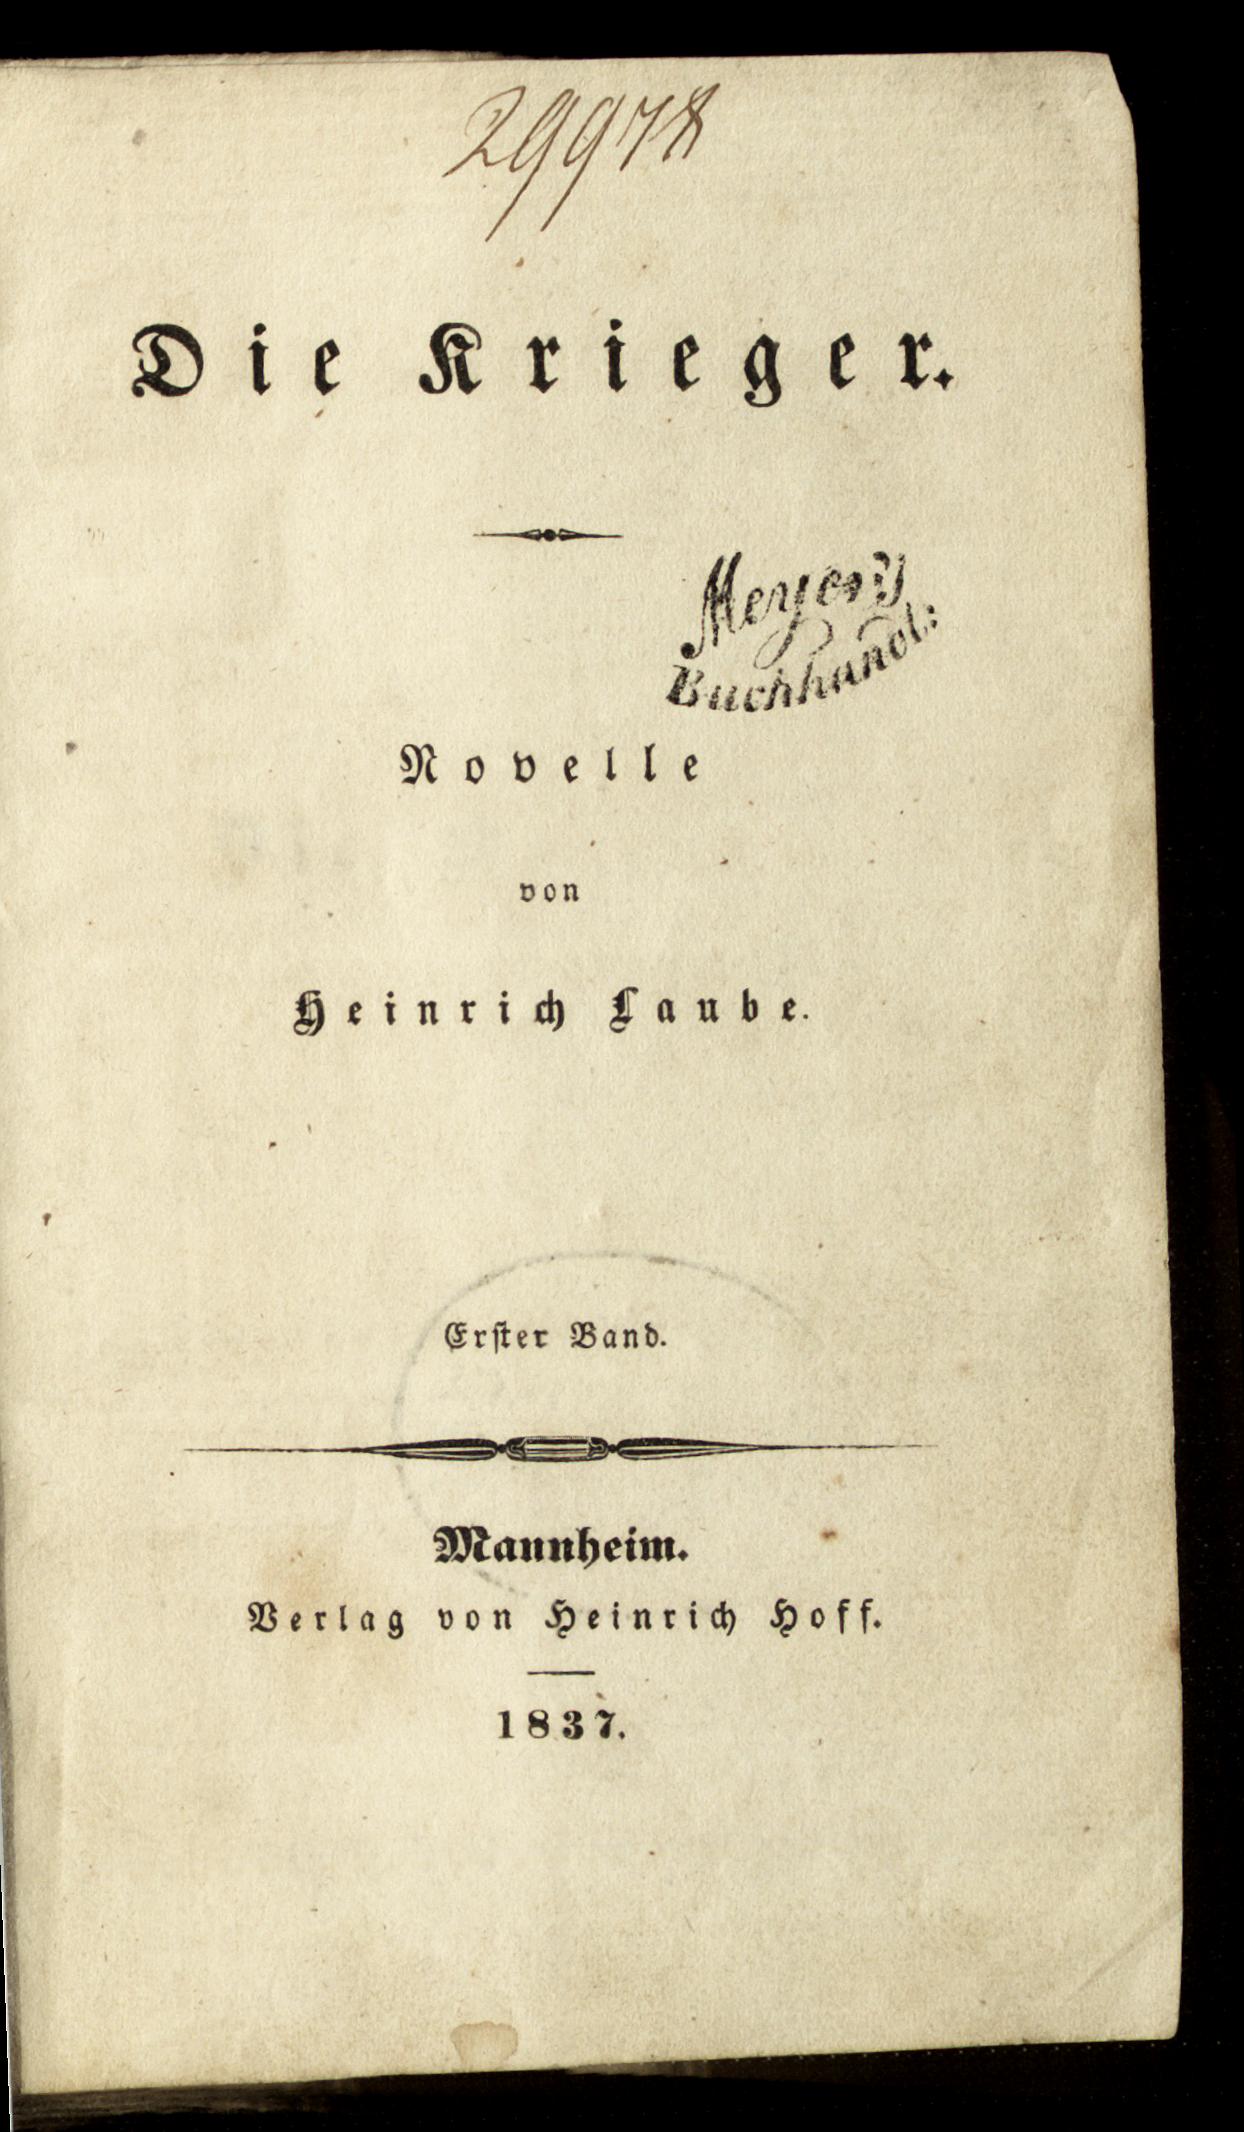 29978
Die Krieger.
Meyer's
Buchhandl:
Novelle
von
Heinrich Laube.
Erster Band.
Mannheim.
Verlag von Heinrich Hoff.
1837.